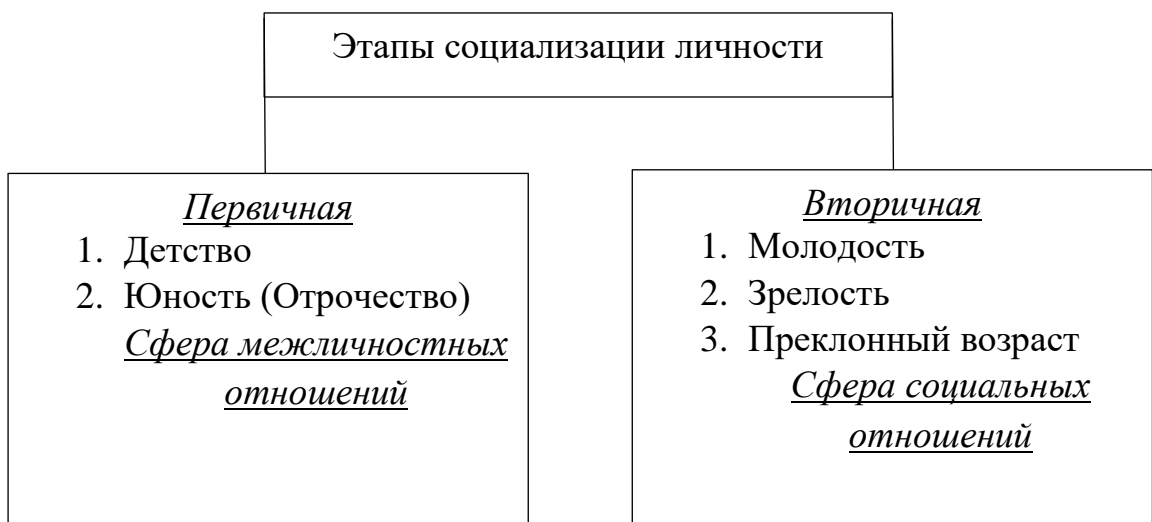 Этапы социализации личности
Первичная
1. Детство
2. Юность (Отрочество)
Сфера межличностных
отношений
Вторичная
1. Молодость
2. Зрелость
3. Преклонный возраст
Сфера социальных
отношений